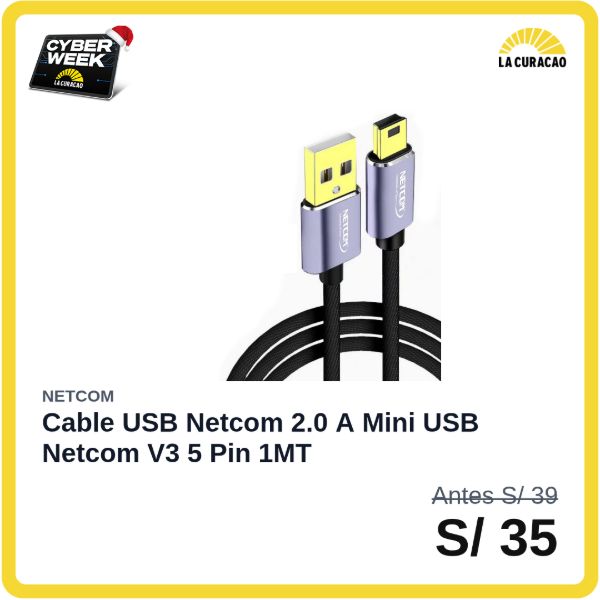 CYBER
WEEK
LA CURACAO
LA CURACAO
NETCOM
NETCOM
NETCOM
Cable USB Netcom 2.0 A Mini USB
Netcom V3 5 Pin 1MT
Antes S/ 39
S/ 35